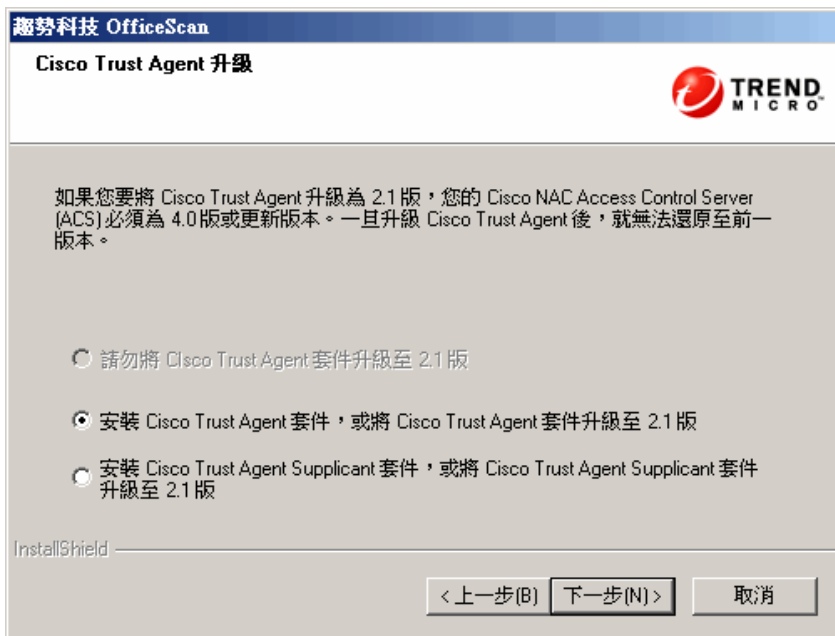 趨勢科技 OfficeScan
Cisco Trust Agent 升級
TREND
MICRO™
如果您要將 Cisco Trust Agent 升級為 2.1 版，您的 Cisco NAC Access Control Server
(ACS) 必須為 4.0 版或更新版本。一旦升級 Cisco Trust Agent 後，就無法還原至前一
版本。
請勿將 CIsco Trust Agent 套件升級至 2.1 版
安裝 Cisco Trust Agent 套件，或將 Cisco Trust Agent 套件升級至 2.1 版
安裝 Cisco Trust Agent Supplicant 套件，或將 Cisco Trust Agent Supplicant 套件
升級至 2.1 版
InstallShield
< 上一步(B) 下一步(N) > 取消